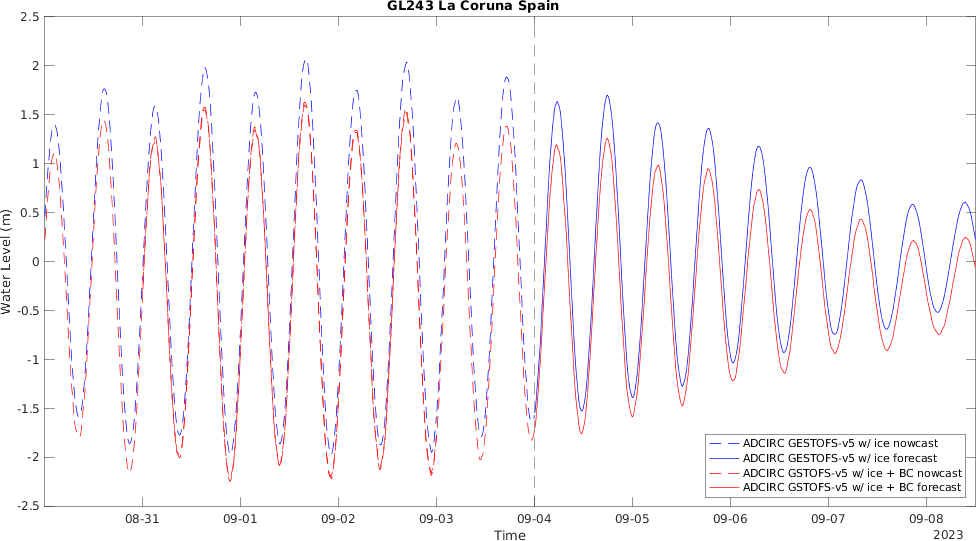 GL243 La Coruna Spain
2.5
2
1.5
1
0.5
0
-0.5
-1
-1.5
-2
-2.5
Water Level (m)
ADCIRC GESTOFS-v5 w/ ice nowcast
ADCIRC GESTOFS-v5 w/ ice forecast
ADCIRC GSTOFS-v5 w/ ice + BC nowcast
ADCIRC GSTOFS-v5 w/ ice + BC forecast
08-31 09-01 09-02 09-03 09-04 09-05 09-06 09-07 09-08
Time
2023